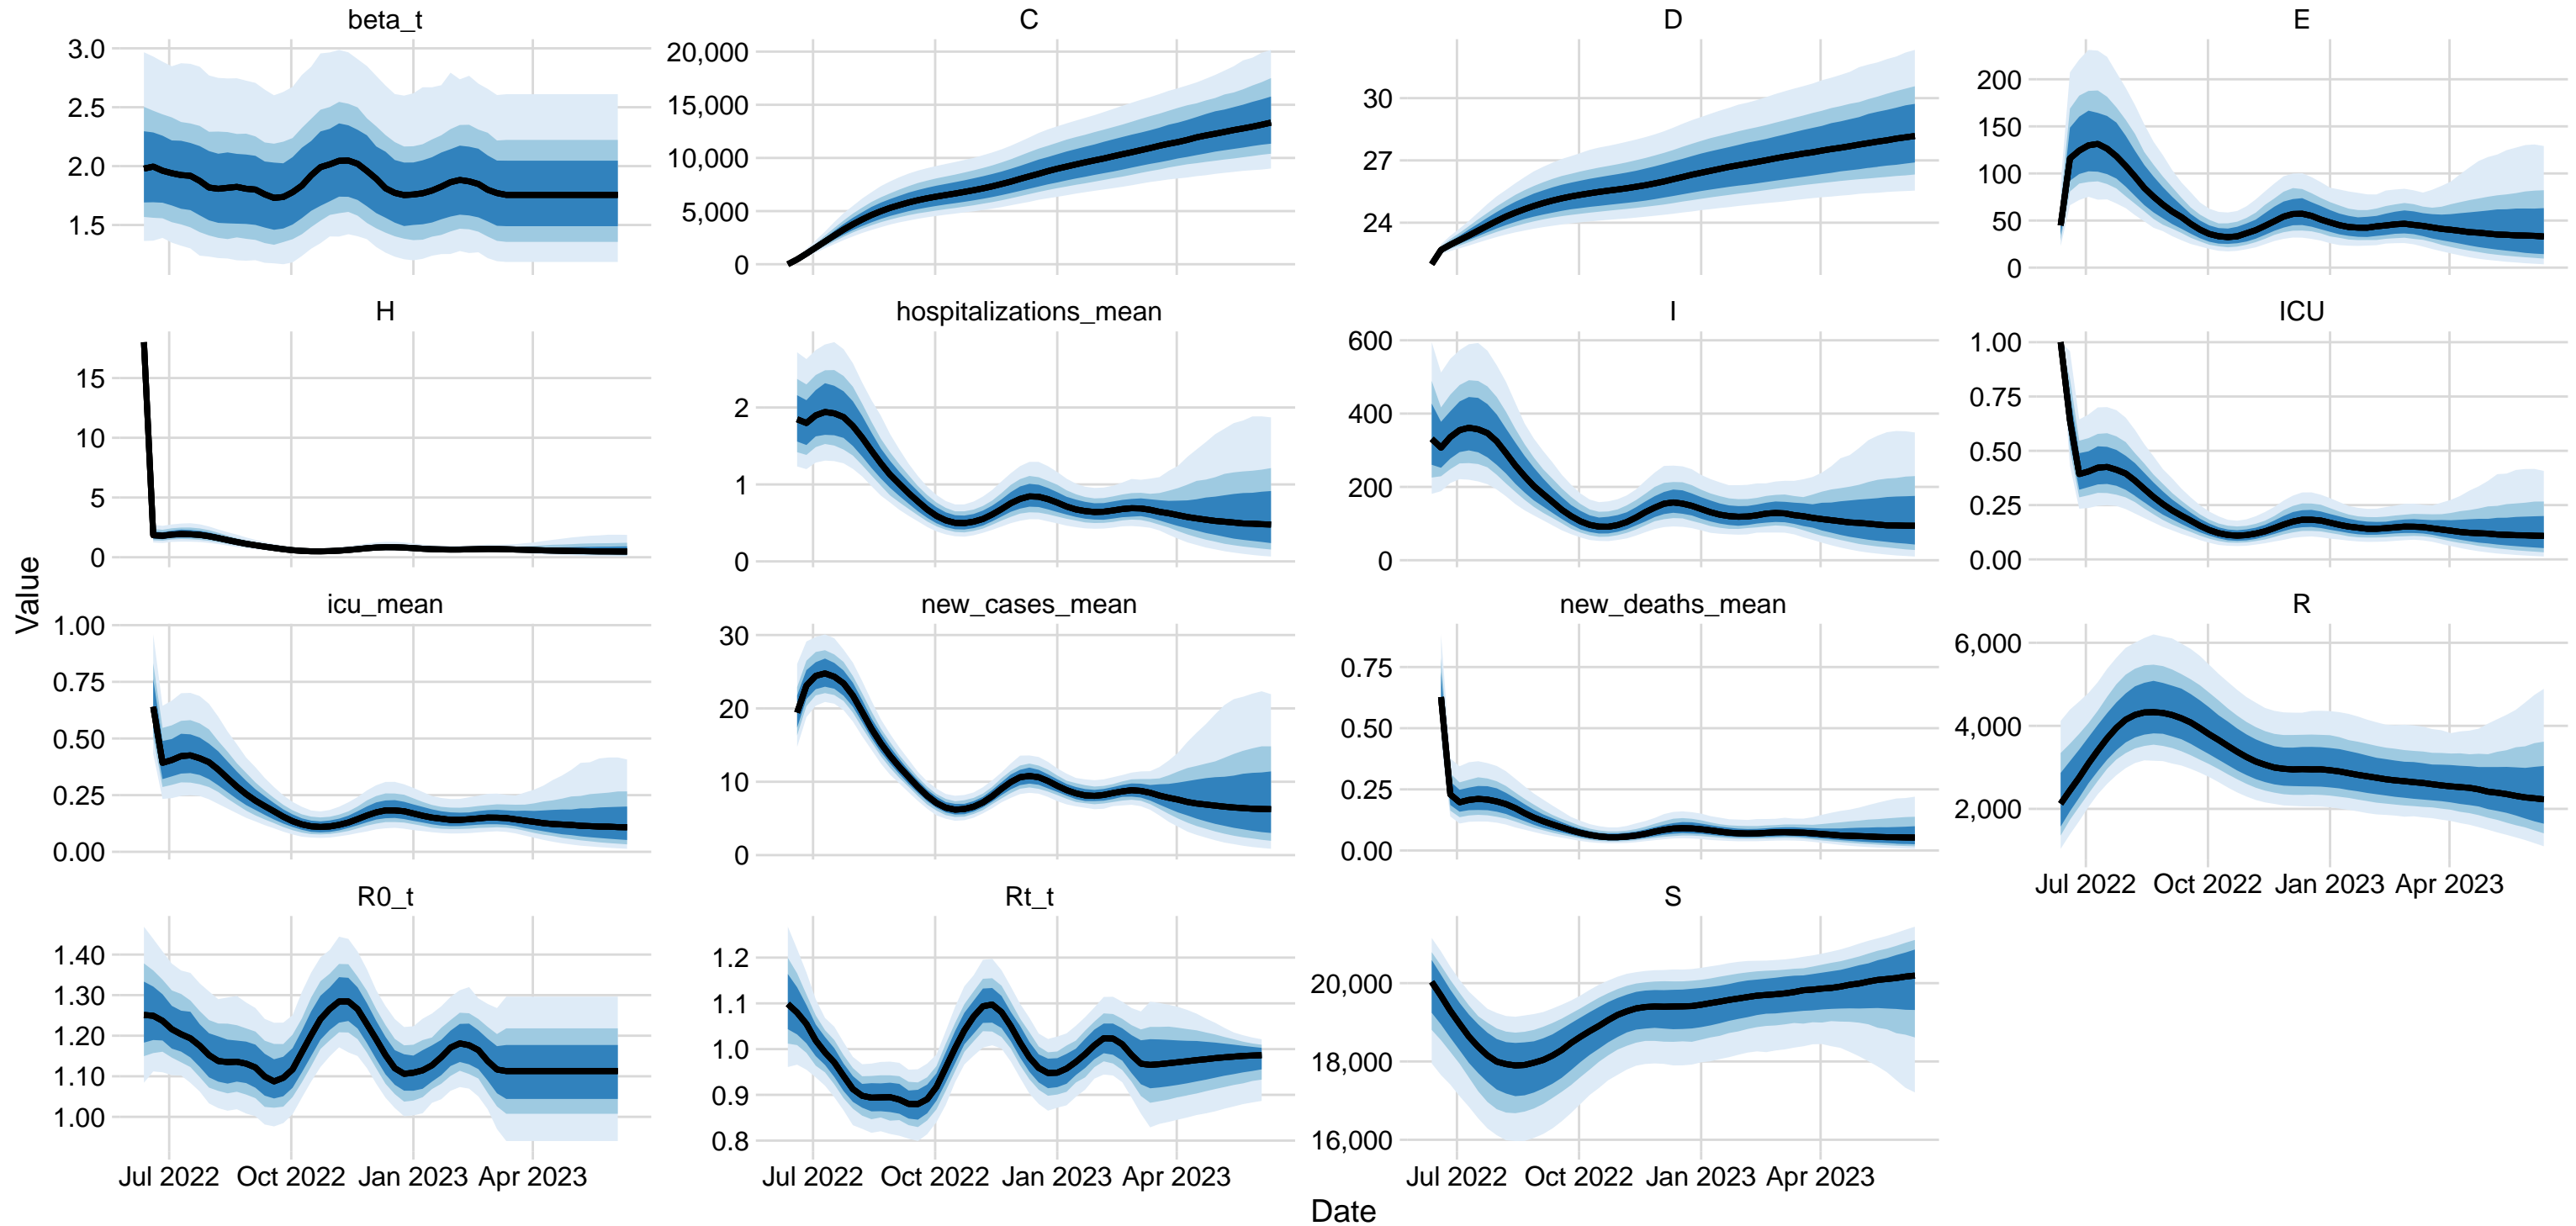 beta_t
C
D
E
3.0
2.5
2.0
1.5
20,000
15,000
10,000
5,000
0
30
27
24
200
150
100
50
0
H
hospitalizations_mean
I
ICU
15
10
5
0
2
1
0
600
400
200
0
1.00
0.75
0.50
0.25
0.00
Value
icu_mean
new_cases_mean
new_deaths_mean
R
1.00
0.75
0.50
0.25
0.00
30
20
10
0
0.75
0.50
0.25
0.00
6,000
4,000
2,000
Jul 2022 Oct 2022 Jan 2023 Apr 2023
R0_t
Rt_t
S
1.40
1.30
1.20
1.10
1.00
1.2
1.1
1.0
0.9
0.8
20,000
18,000
16,000
Jul 2022 Oct 2022 Jan 2023 Apr 2023
Jul 2022 Oct 2022 Jan 2023 Apr 2023
Jul 2022 Oct 2022 Jan 2023 Apr 2023
Date